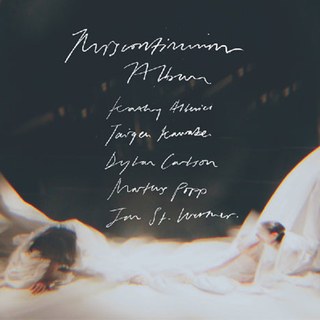 Miscontinuum
Album
Kathy Alberici
Taigen Kawabe.
Dylan Carlson
Markus Popp
Jan St. Werner.